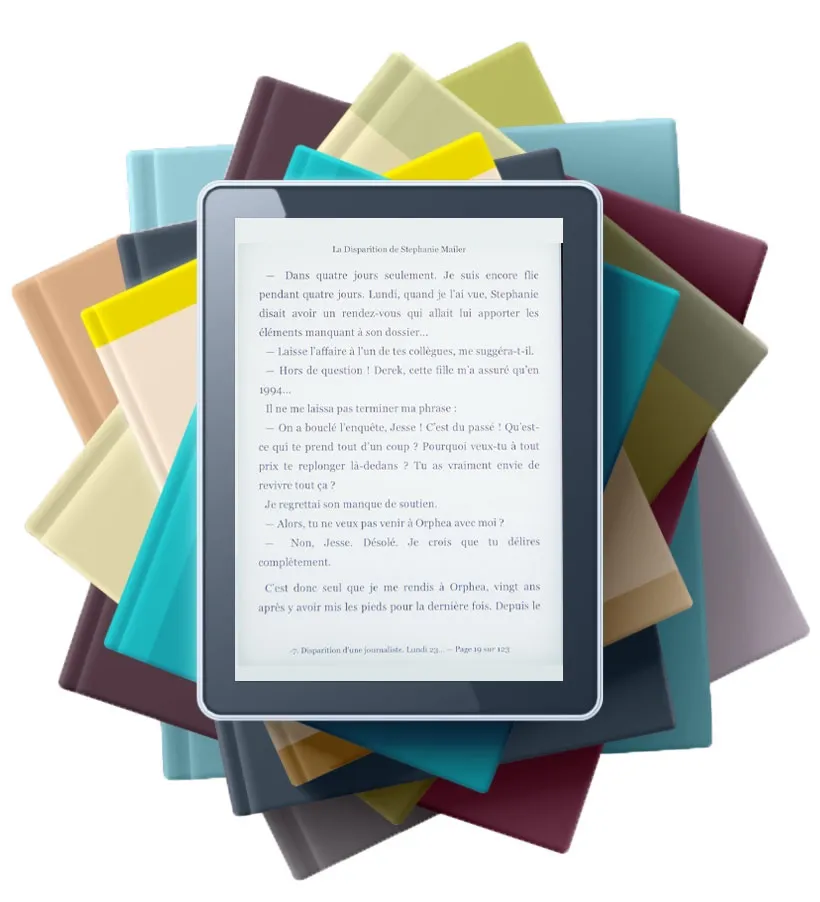 La Disparition de Stephanie Mailer
— Dans quatre jours seulement. Je suis encore flic
pendant quatre jours. Lundi, quand je l'ai vue, Stephanie
disait avoir un rendez-vous qui allait lui apporter les
éléments manquant à son dossier...
— Laisse l'affaire à l'un de tes collègues, me suggéra-t-il.
— Hors de question ! Derek, cette fille m'a assuré qu'en
1994...
Il ne me laissa pas terminer ma phrase :
— On a bouclé l'enquête, Jesse ! C'est du passé ! Qu'est-
ce qui te prend tout d'un coup ? Pourquoi veux-tu à tout
prix te replonger là-dedans ? Tu as vraiment envie de
revivre tout ça ?
Je regrettai son manque de soutien.
— Alors, tu ne veux pas venir à Orphea avec moi ?
— Non, Jesse. Désolé. Je crois que tu délires
complètement.
C'est donc seul que je me rendis à Orphea, vingt ans
après y avoir mis les pieds pour la dernière fois. Depuis le
-7. Disparition d'une journaliste. Lundi 23... — Page 19 sur 123